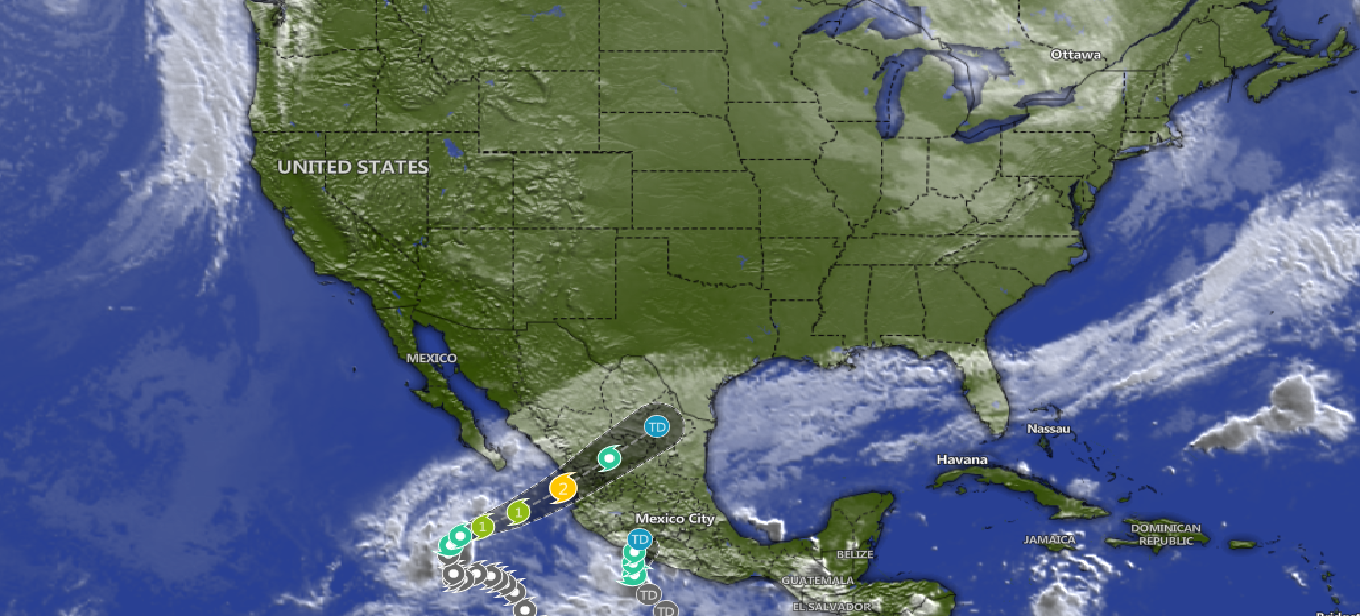 Ottawa
UNITED STATES
MEXICO
TD
Nassau
Havana
2
1
1
Mexico City
TD
DOMINICAN
REPUBLIC
JAMAICA
BELIZE
GUATEMALA
TD
EL SALVADOR
TD